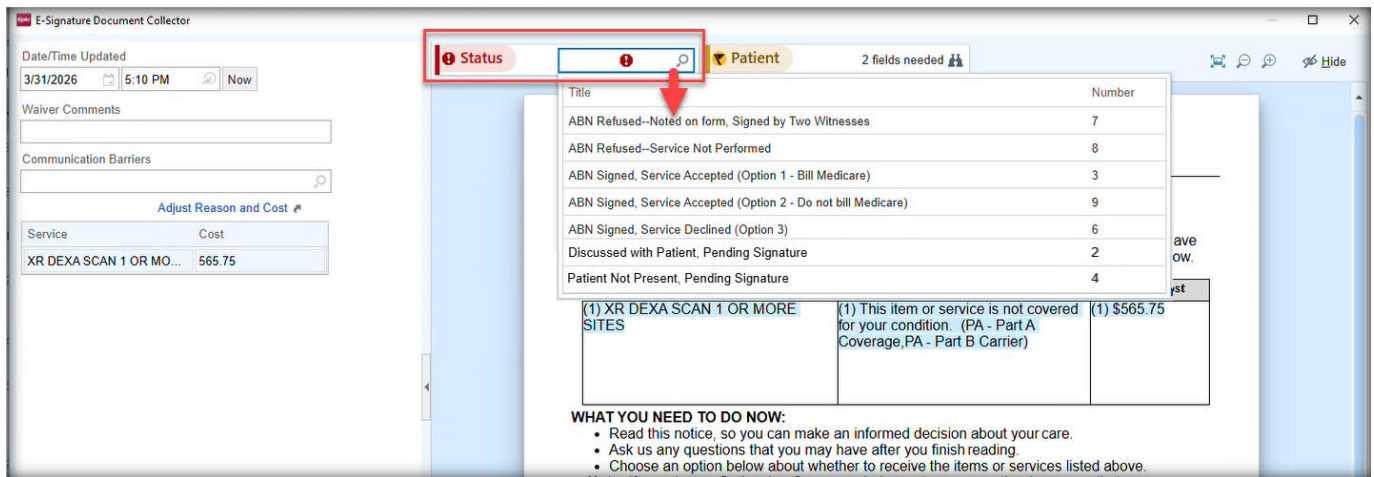 Epic E-Signature Document Collector
Date/Time Updated
3/31/2026 5:10 PM Now
Waiver Comments
Communication Barriers
Adjust Reason and Cost
Service Cost
XR DEXA SCAN 1 OR MO... 565.75
Status Patient 2 fields needed Hide
Title Number
ABN Refused--Noted on form, Signed by Two Witnesses 7
ABN Refused--Service Not Performed 8
ABN Signed, Service Accepted (Option 1 - Bill Medicare) 3
ABN Signed, Service Accepted (Option 2 - Do not bill Medicare) 9
ABN Signed, Service Declined (Option 3) 6
Discussed with Patient, Pending Signature 2
Patient Not Present, Pending Signature 4
ave
ow.
(1) XR DEXA SCAN 1 OR MORE
SITES
(1) This item or service is not covered
for your condition. (PA - Part A
Coverage,PA - Part B Carrier)
(1) $565.75
WHAT YOU NEED TO DO NOW:
• Read this notice, so you can make an informed decision about your care.
• Ask us any questions that you may have after you finish reading.
• Choose an option below about whether to receive the items or services listed above.